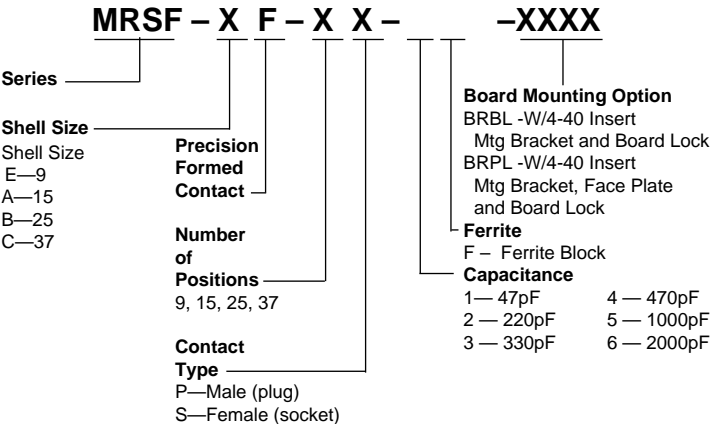 MRSF – X F – X X – –XXXX
Series
Shell Size
Shell Size
E—9
A—15
B—25
C—37
Precision
Formed
Contact
Number
of
Positions
9, 15, 25, 37
Contact
Type
P—Male (plug)
S—Female (socket)
Board Mounting Option
BRBL -W/4-40 Insert
Mtg Bracket and Board Lock
BRPL -W/4-40 Insert
Mtg Bracket, Face Plate
and Board Lock
Ferrite
F – Ferrite Block
Capacitance
1— 47pF 4 — 470pF
2 — 220pF 5 — 1000pF
3 — 330pF 6 — 2000pF